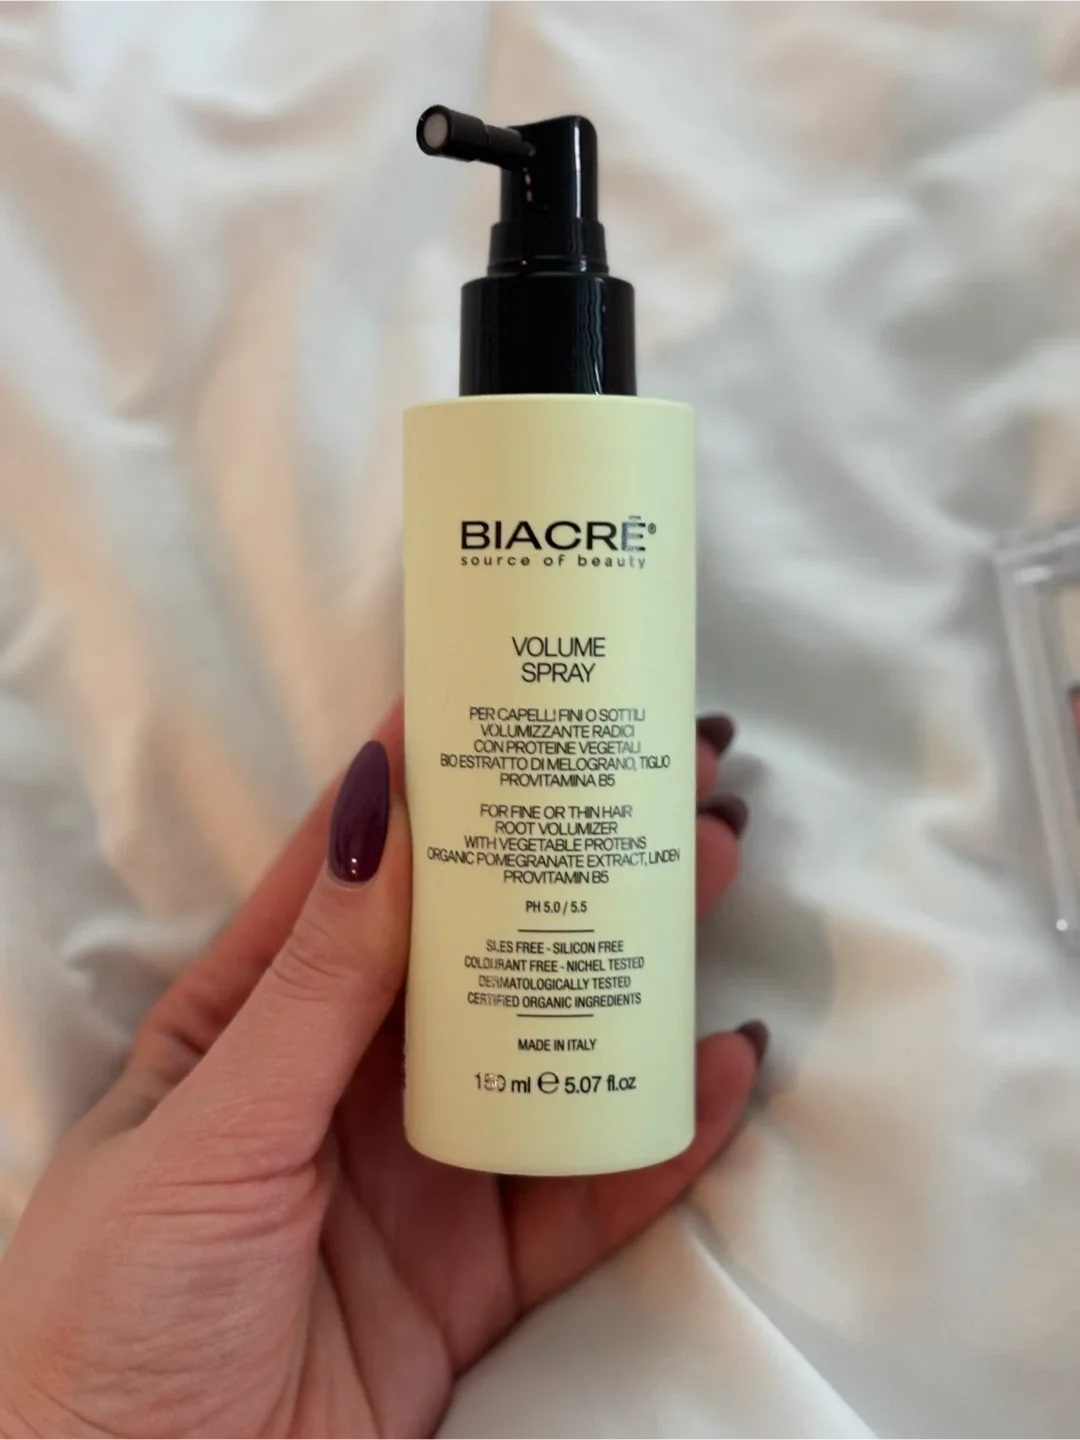 BIACRĒ®
source of beauty
VOLUME
SPRAY
PER CAPELLI FINI O SOTTILI
VOLUMIZZANTE RADICI
CON PROTEINE VEGETALI
BIO ESTRATTO DI MELOGRANO, TIGLIO
PROVITAMINA B5
FOR FINE OR THIN HAIR
ROOT VOLUMIZER
WITH VEGETABLE PROTEINS
ORGANIC POMEGRANATE EXTRACT, LINDEN
PROVITAMIN B5
PH 5.0 / 5.5
SLES FREE - SILICON FREE
COLOURANT FREE - NICHEL TESTED
DERMATOLOGICALLY TESTED
CERTIFIED ORGANIC INGREDIENTS
MADE IN ITALY
150 ml ℮ 5.07 fl.oz